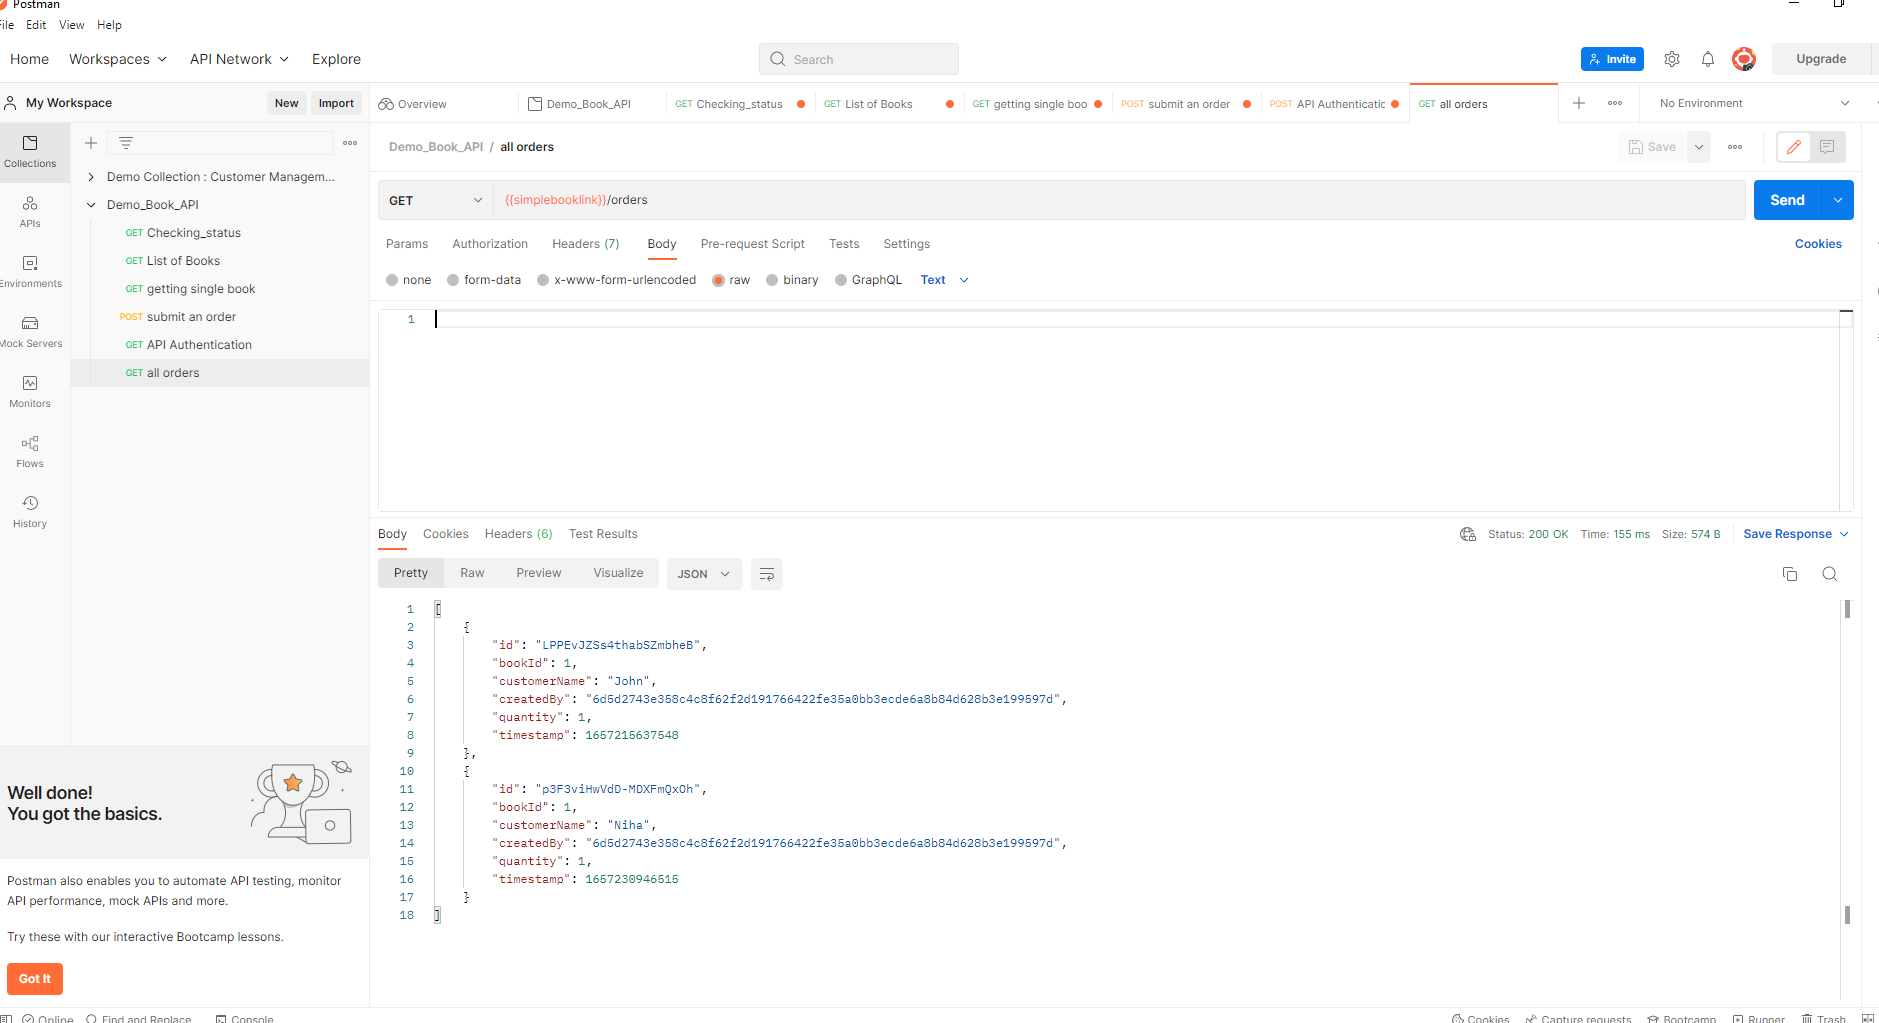 Postman
File Edit View Help
Home Workspaces API Network Explore Search Invite Upgrade
My Workspace New Import
Overview Demo_Book_API GET Checking_status GET List of Books GET getting single boo POST submit an order POST API Authenticatic GET all orders No Environment
Collections
APIs
Environments
Mock Servers
Monitors
Flows
History
Demo Collection : Customer Managem...
Demo_Book_API
GET Checking_status
GET List of Books
GET getting single book
POST submit an order
GET API Authentication
GET all orders
Well done!
You got the basics.
Postman also enables you to automate API testing, monitor
API performance, mock APIs and more.
Try these with our interactive Bootcamp lessons.
Got It
Demo_Book_API / all orders Save
GET {{simplebooklink}}/orders Send
Params Authorization Headers (7) Body Pre-request Script Tests Settings Cookies
none form-data x-www-form-urlencoded raw binary GraphQL Text
1
Body Cookies Headers (6) Test Results Status: 200 OK Time: 155 ms Size: 574 B Save Response
Pretty Raw Preview Visualize JSON
1 [
2 {
3 "id": "LPPEvJZSs4thabSZmbheB",
4 "bookId": 1,
5 "customerName": "John",
6 "createdBy": "6d5d2743e358c4c8f62f2d191766422fe35a0bb3ecde6a8b84d628b3e199597d",
7 "quantity": 1,
8 "timestamp": 1657215637548
9 },
10 {
11 "id": "p3F3viHwVdD-MDXFmQxOh",
12 "bookId": 1,
13 "customerName": "Niha",
14 "createdBy": "6d5d2743e358c4c8f62f2d191766422fe35a0bb3ecde6a8b84d628b3e199597d",
15 "quantity": 1,
16 "timestamp": 1657230946515
17 }
18 ]
Online Find and Replace Console Cookies Capture requests Bootcamp Runner Trash